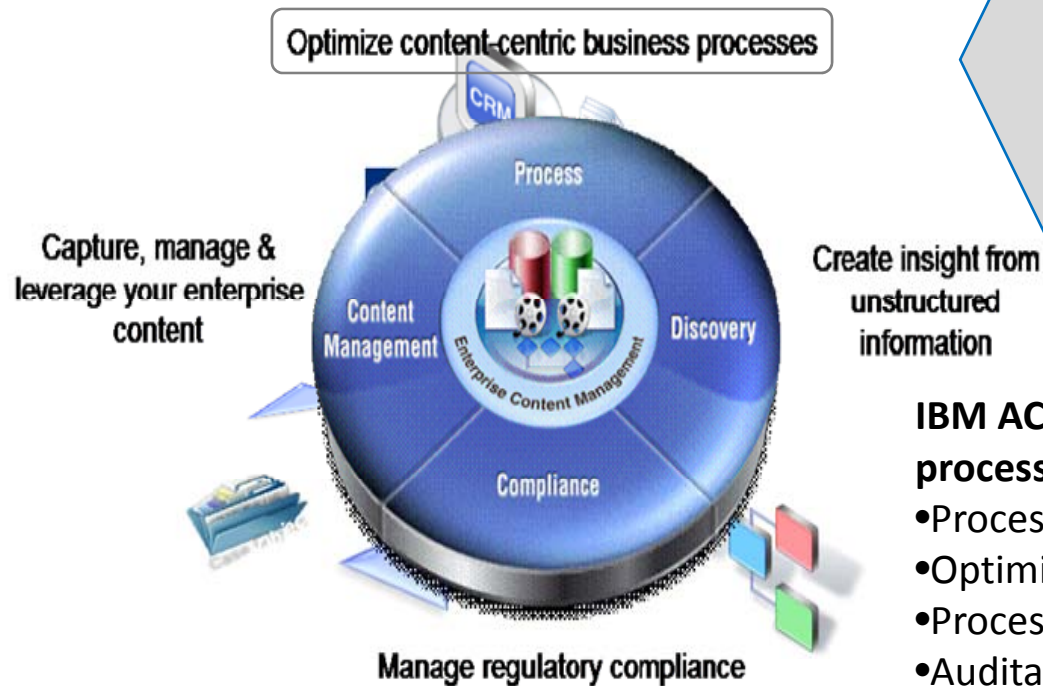 Optimize content-centric business processes
CRM
Process
Capture, manage &
leverage your enterprise
content
Content
Management
Enterprise Content Management
Discovery
Create insight from
unstructured
information
Compliance
Manage regulatory compliance
IBM AC
process
•Proces
•Optimi
•Proces
•Audita